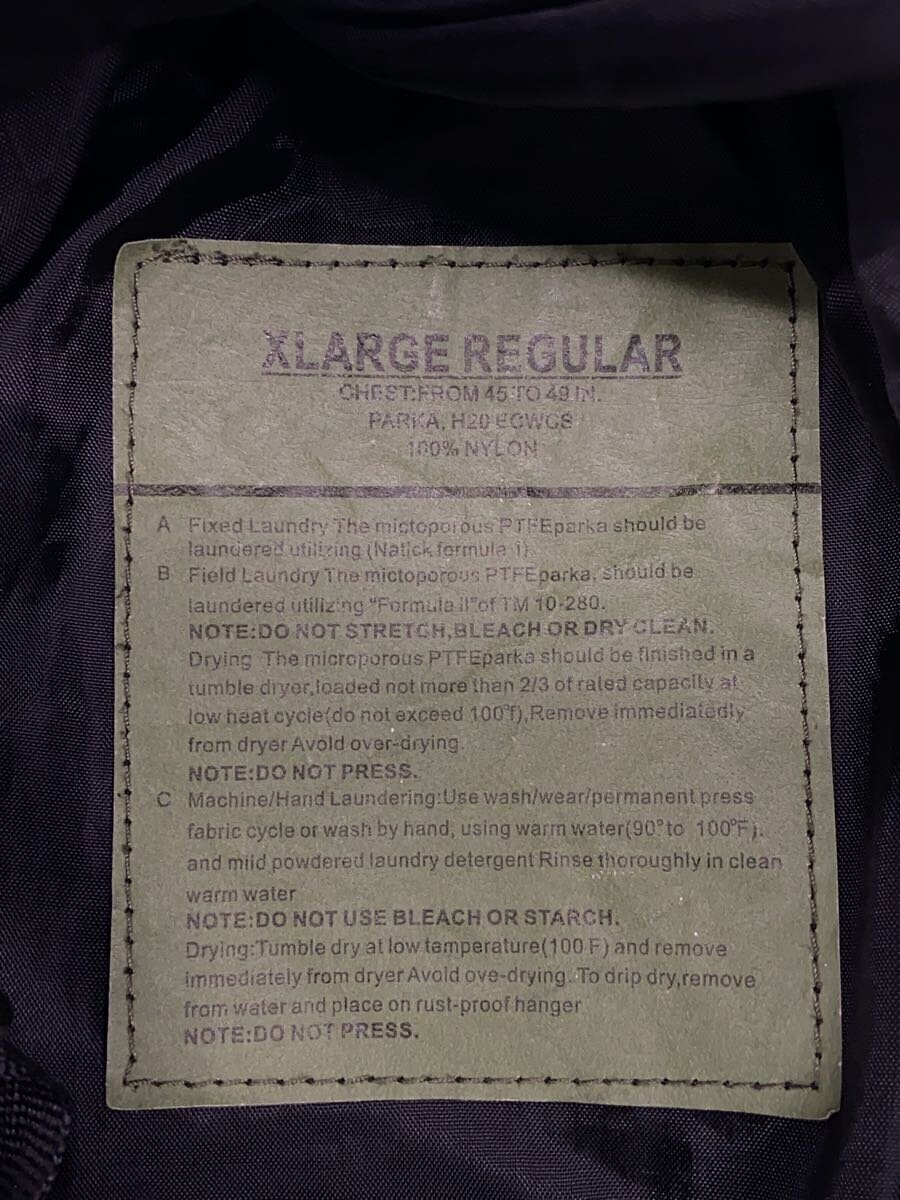 XLARGE REGULAR
CHEST:FROM 45 TO 49 IN.
PARKA, H20 ECWCS
100% NYLON
A Fixed Laundry The mictoporous PTFEparka should be
laundered utilizing (Natick formula 1)
B Field Laundry The mictoporous PTFEparka, should be
laundered utilizing "Formula II"of TM 10-280.
NOTE:DO NOT STRETCH,BLEACH OR DRY CLEAN.
Drying The microporous PTFEparka should be finished in a
tumble dryer,loaded not more than 2/3 of rated capacity at
low heat cycle(do not exceed 100°f),Remove immediatedly
from dryer Avold over-drying.
NOTE:DO NOT PRESS.
C Machine/Hand Laundering:Use wash/wear/permanent press
fabric cycle or wash by hand, using warm water(90° to 100°F).
and mild powdered laundry detergent Rinse thoroughly in clean
warm water
NOTE:DO NOT USE BLEACH OR STARCH.
Drying:Tumble dry at low temperature(100 F) and remove
immediately from dryer Avoid ove-drying. To drip dry,remove
from water and place on rust-proof hanger
NOTE:DO NOT PRESS.